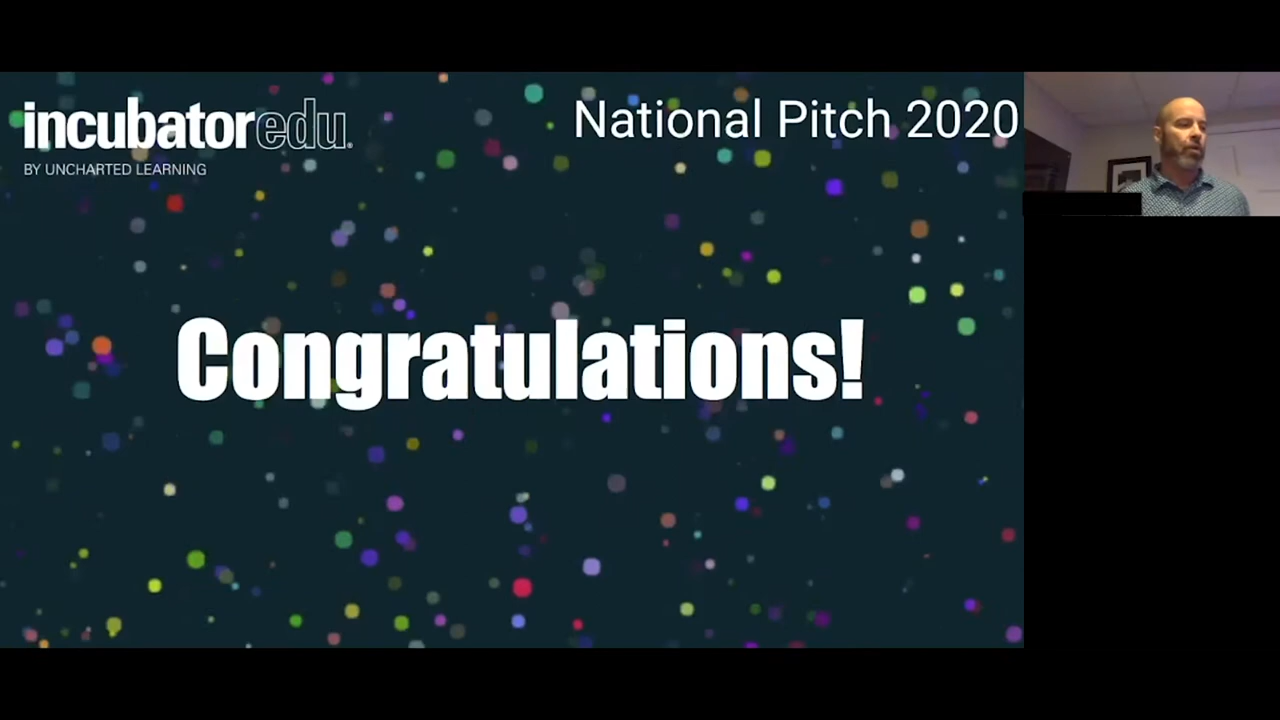 incubatoredu®
BY UNCHARTED LEARNING
National Pitch 2020
Congratulations!